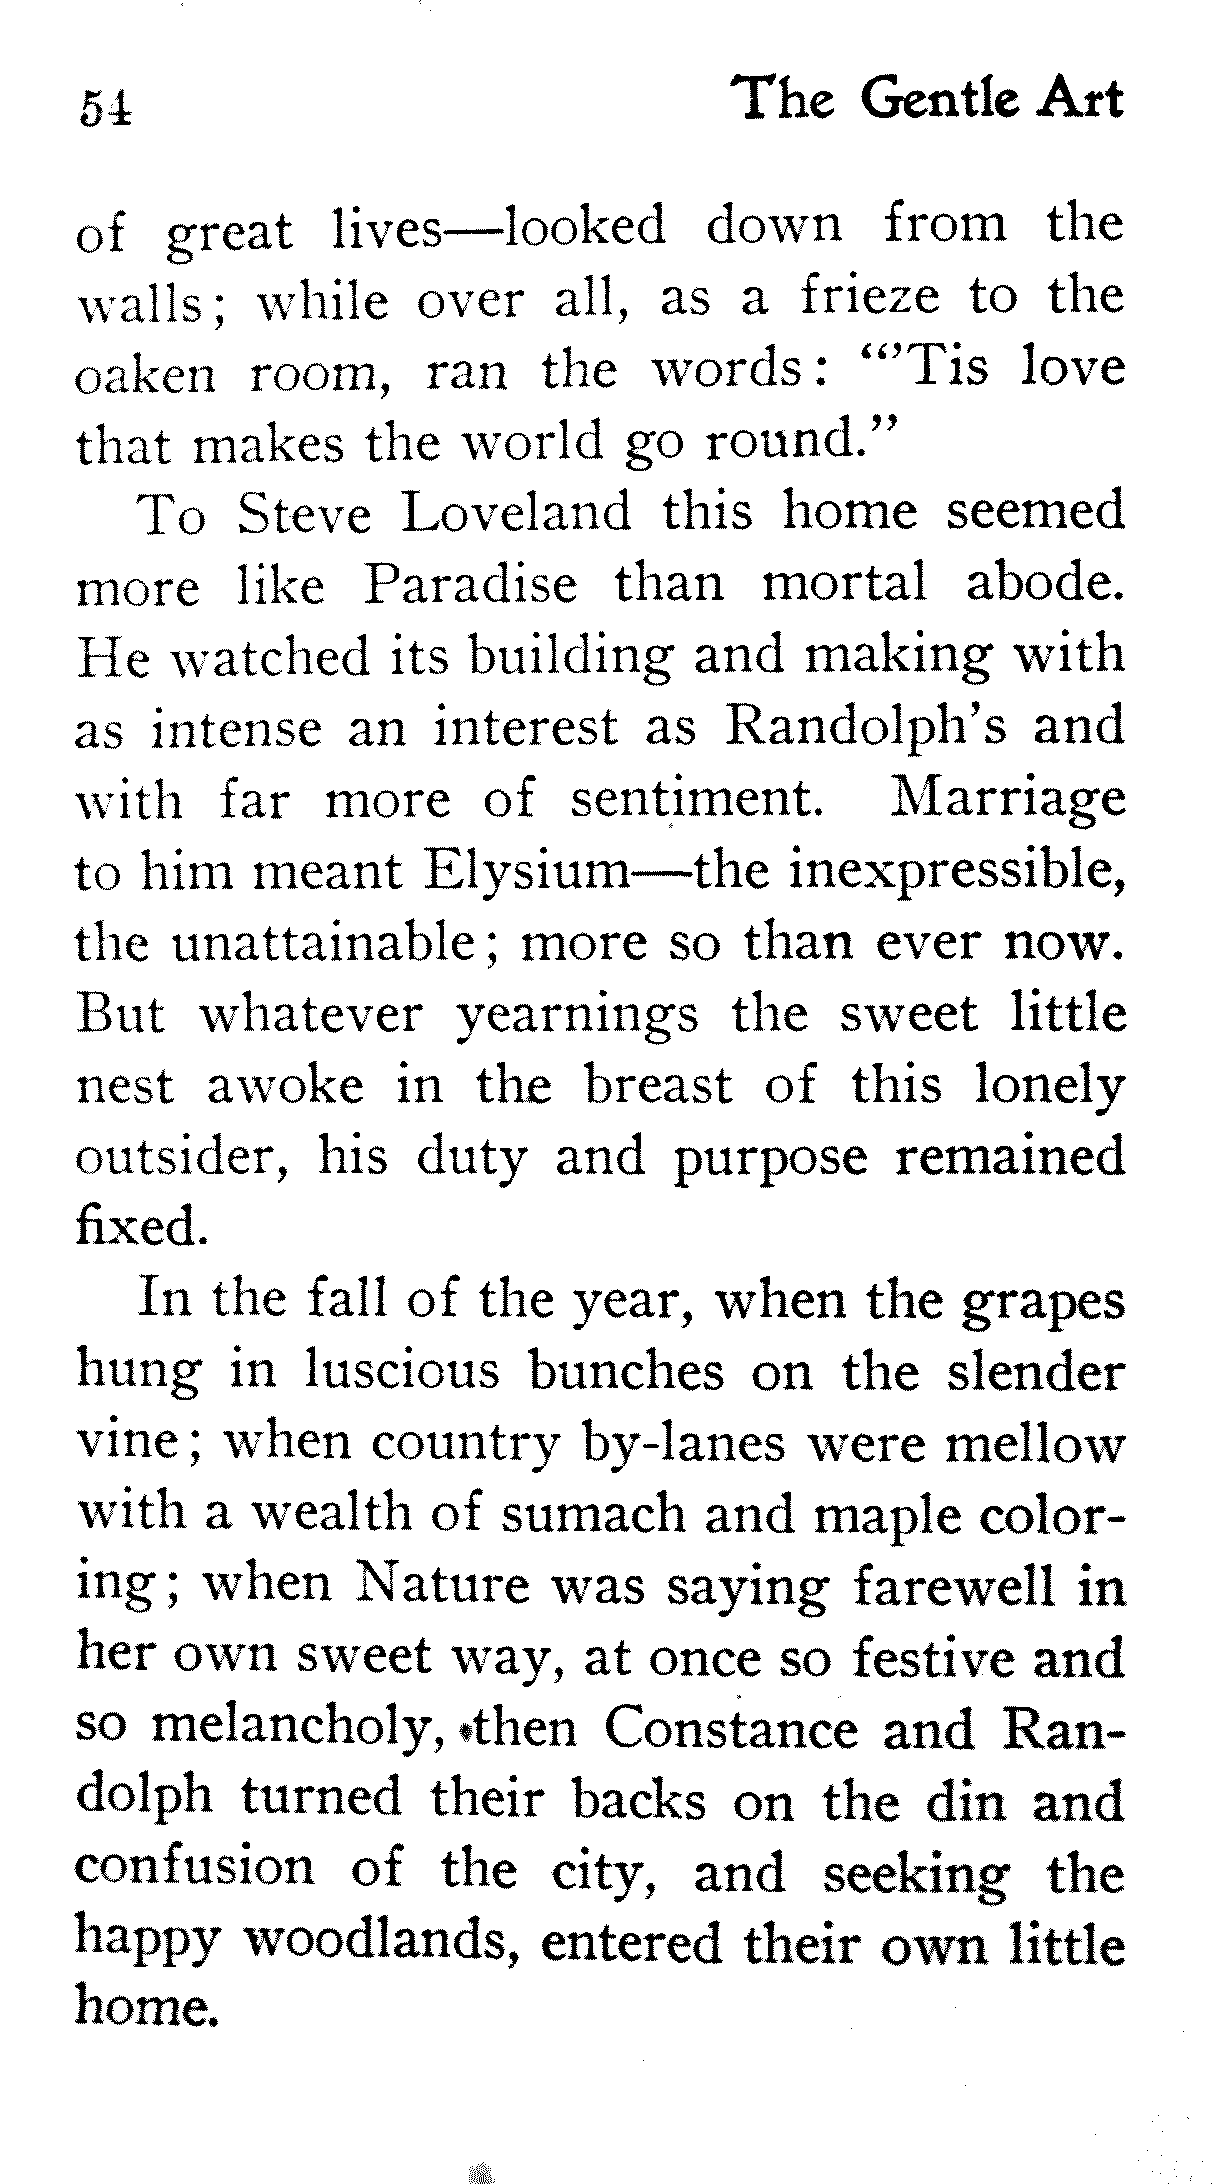 54 The Gentle Art
of great lives—looked down from the
walls; while over all, as a frieze to the
oaken room, ran the words: “’Tis love
that makes the world go round.”
To Steve Loveland this home seemed
more like Paradise than mortal abode.
He watched its building and making with
as intense an interest as Randolph’s and
with far more of sentiment. Marriage
to him meant Elysium—the inexpressible,
the unattainable; more so than ever now.
But whatever yearnings the sweet little
nest awoke in the breast of this lonely
outsider, his duty and purpose remained
fixed.
In the fall of the year, when the grapes
hung in luscious bunches on the slender
vine; when country by-lanes were mellow
with a wealth of sumach and maple color-
ing; when Nature was saying farewell in
her own sweet way, at once so festive and
so melancholy, then Constance and Ran-
dolph turned their backs on the din and
confusion of the city, and seeking the
happy woodlands, entered their own little
home.